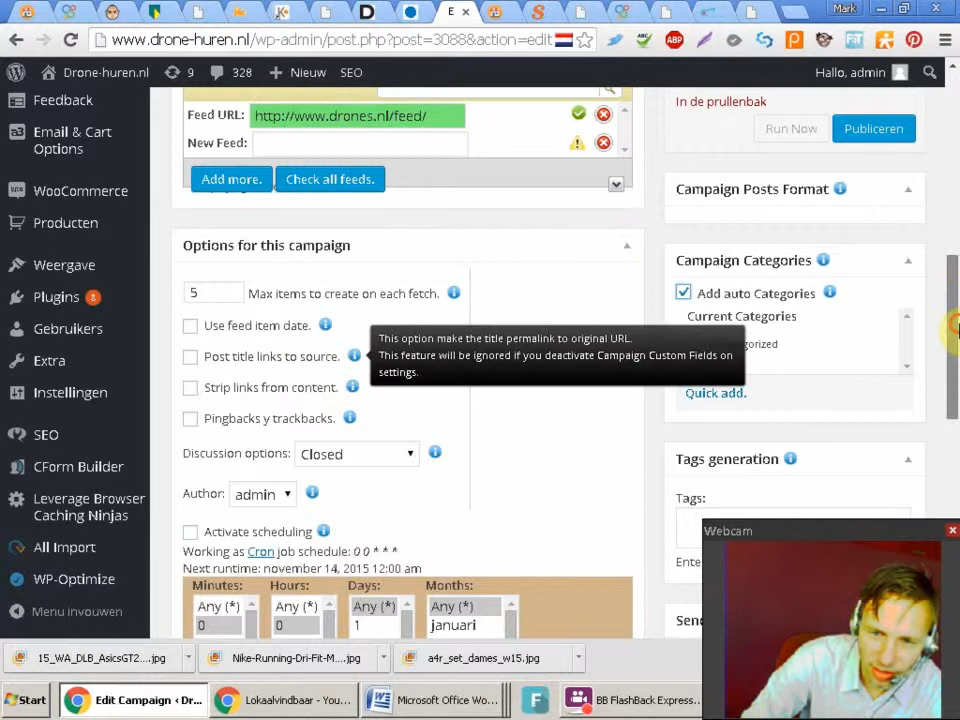 E
Mark
www.drone-huren.nl/wp-admin/post.php?post=3088&action=edit
ABP
Drone-huren.nl
9
328
Nieuw
SEO
Hallo, admin
Feedback
Email & Cart
Options
WooCommerce
Producten
Weergave
Plugins 8
Gebruikers
Extra
Instellingen
SEO
CForm Builder
Leverage Browser
Caching Ninjas
All Import
WP-Optimize
Menu invouwen
Feed URL: http://www.drones.nl/feed/
New Feed:
Add more.
Check all feeds.
Options for this campaign
5 Max items to create on each fetch.
Use feed item date.
Post title links to source.
Strip links from content.
Pingbacks y trackbacks.
Discussion options: Closed
Author: admin
Activate scheduling
Working as Cron job schedule: 0 0 * * *
Next runtime: november 14, 2015 12:00 am
Minutes: Hours: Days: Months:
Any (*) Any (*) Any (*) Any (*)
0 0 1 januari
This option make the title permalink to original URL.
This feature will be ignored if you deactivate Campaign Custom Fields on
settings.
In de prullenbak
Run Now
Publiceren
Campaign Posts Format
Campaign Categories
Add auto Categories
Current Categories
gorized
Quick add.
Tags generation
Tags:
Ente
Sen
Webcam
15_WA_DLB_AsicsGT2....jpg
Nike-Running-Dri-Fit-M....jpg
a4r_set_dames_w15.jpg
Start
Edit Campaign ‹ Dr...
Lokaalvindbaar - You...
Microsoft Office Wo...
F
BB FlashBack Express...